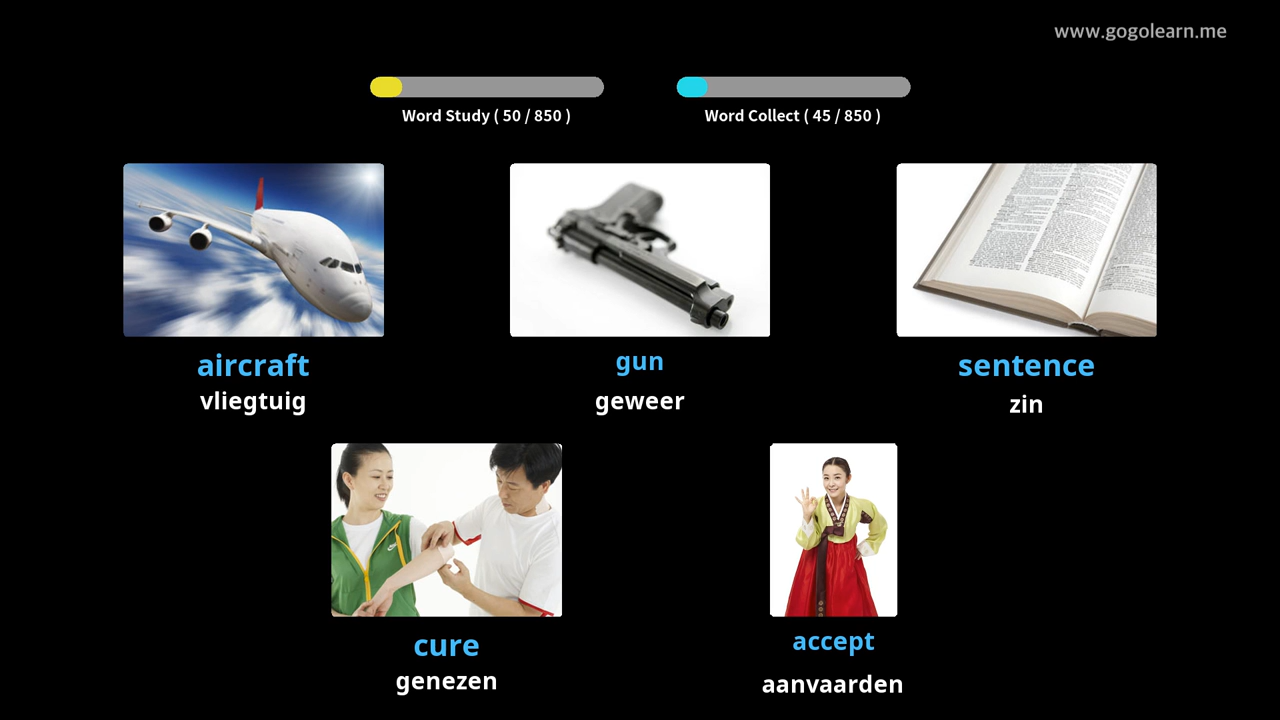 www.gogolearn.me
Word Study ( 50 / 850 )
Word Collect ( 45 / 850 )
aircraft
vliegtuig
gun
geweer
sentence
zin
cure
genezen
accept
aanvaarden